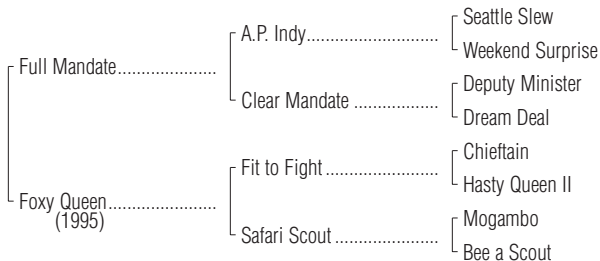 Seattle Slew
A.P. Indy........................
Weekend Surprise
Full Mandate.....................
Deputy Minister
Clear Mandate ..................
Dream Deal
Chieftain
Fit to Fight ........................
Hasty Queen II
Foxy Queen.......................
(1995)
Mogambo
Safari Scout ......................
Bee a Scout